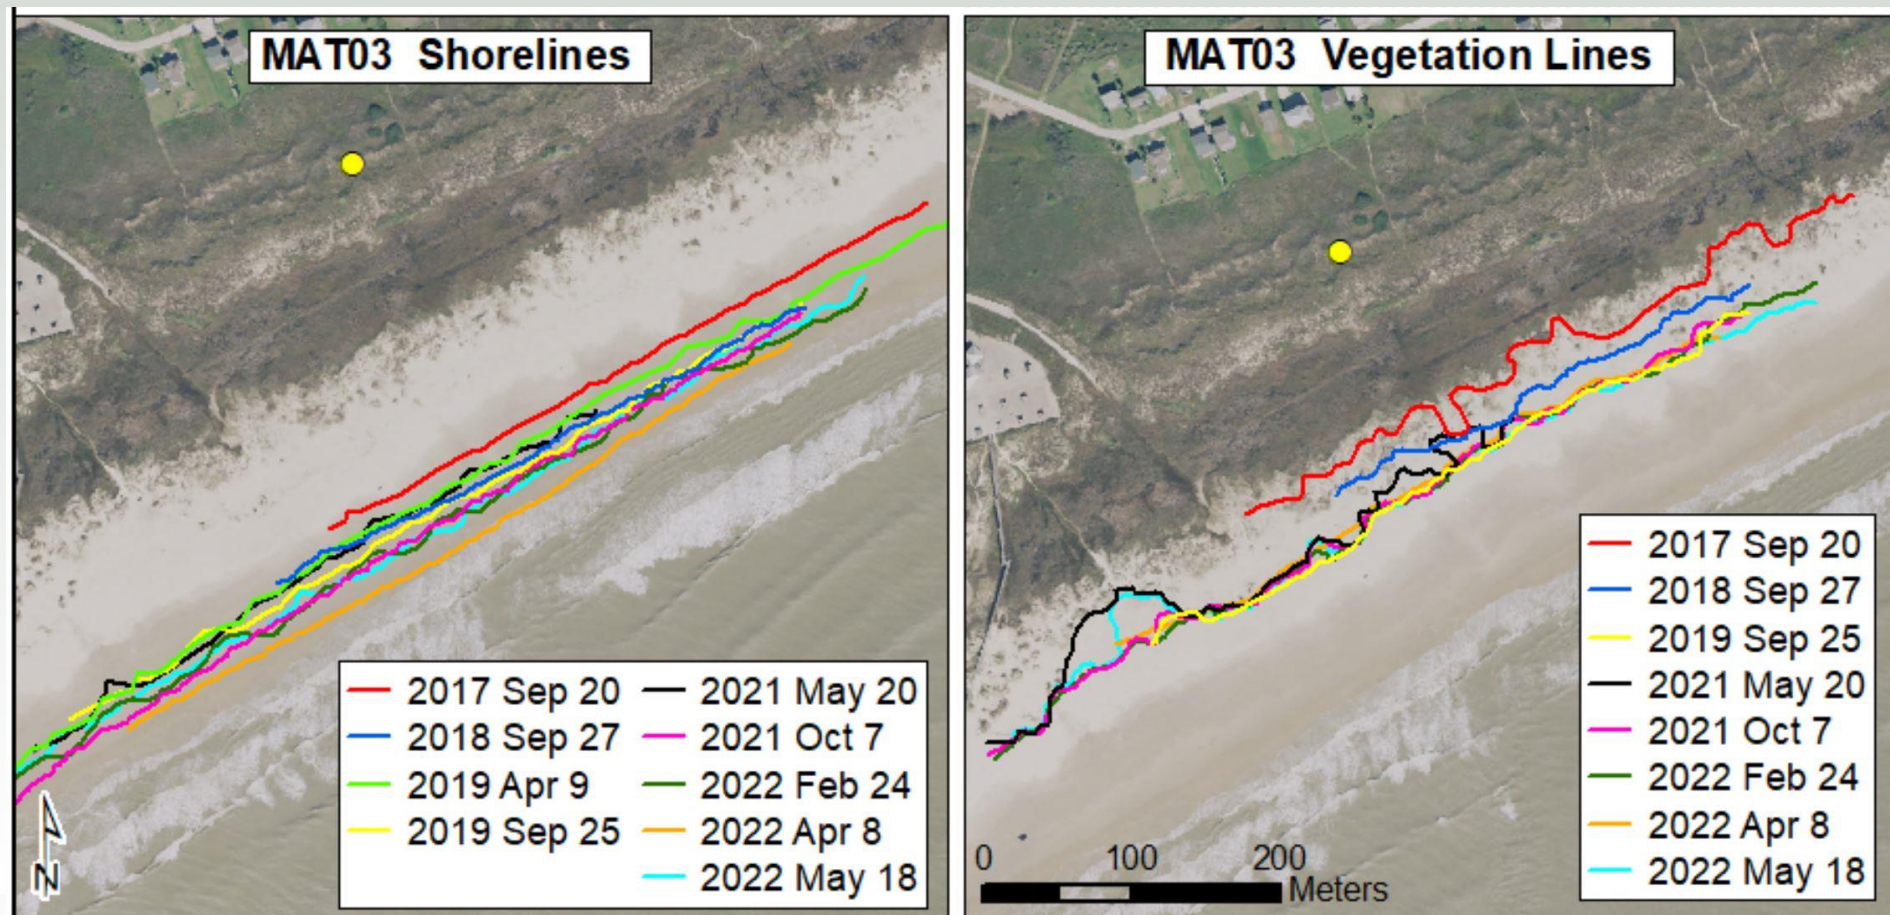 MAT03 Shorelines
2017 Sep 20
2018 Sep 27
2019 Apr 9
2019 Sep 25
2021 May 20
2021 Oct 7
2022 Feb 24
2022 Apr 8
2022 May 18
N
MAT03 Vegetation Lines
2017 Sep 20
2018 Sep 27
2019 Sep 25
2021 May 20
2021 Oct 7
2022 Feb 24
2022 Apr 8
2022 May 18
0 100 200
Meters